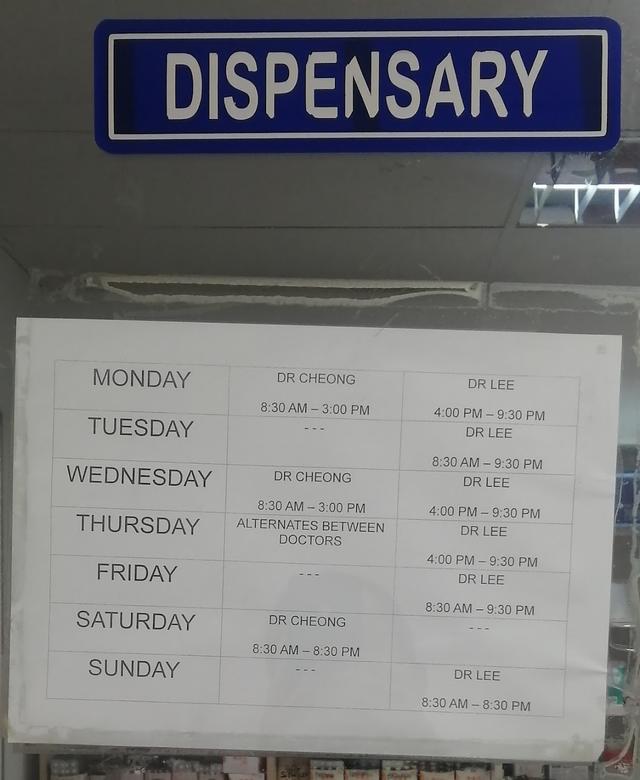 DISPENSARY
MONDAY
DR CHEONG
8:30 AM – 3:00 PM
DR LEE
4:00 PM – 9:30 PM
TUESDAY
---
DR LEE
8:30 AM – 9:30 PM
WEDNESDAY
DR CHEONG
8:30 AM – 3:00 PM
DR LEE
4:00 PM – 9:30 PM
THURSDAY
ALTERNATES BETWEEN
DOCTORS
DR LEE
4:00 PM – 9:30 PM
FRIDAY
---
DR LEE
8:30 AM – 9:30 PM
SATURDAY
DR CHEONG
8:30 AM – 8:30 PM
---
SUNDAY
---
DR LEE
8:30 AM – 8:30 PM